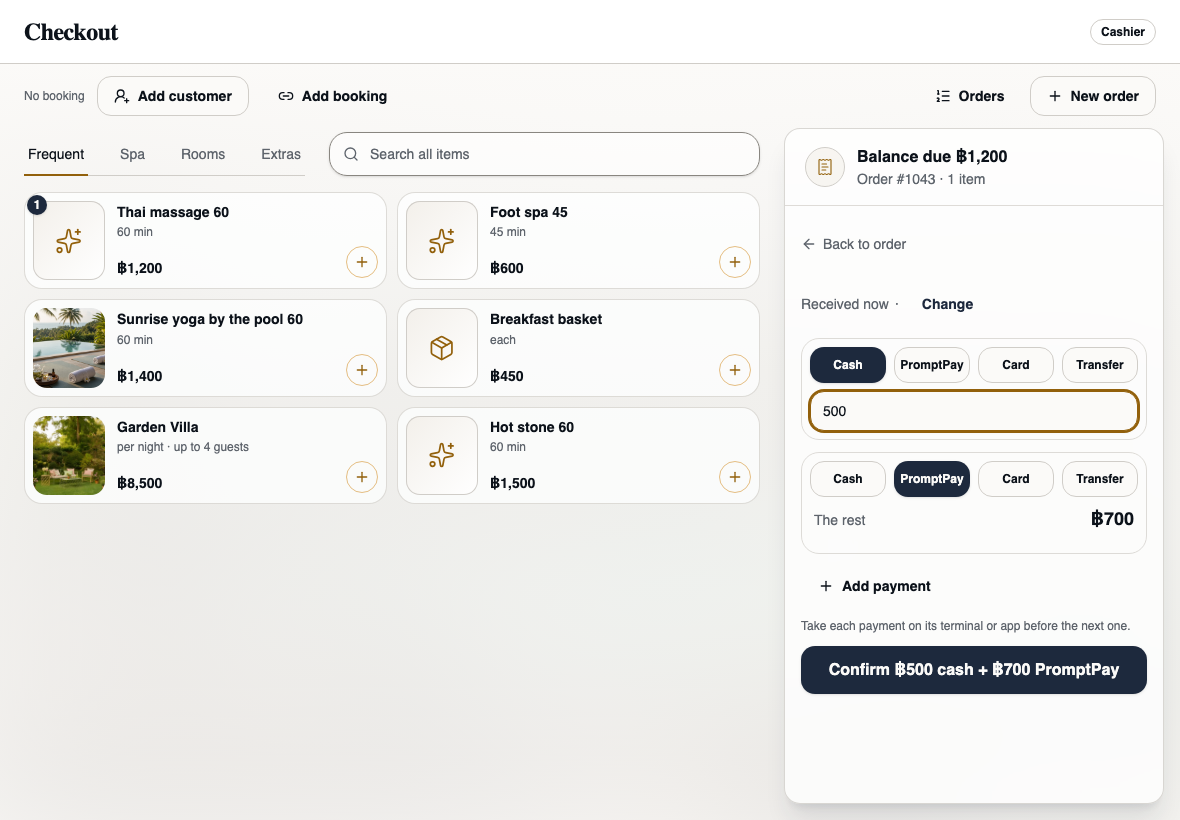 Checkout
Cashier
No booking
Add customer
Add booking
Orders
New order
Frequent
Spa
Rooms
Extras
Search all items
1
Thai massage 60
60 min
฿1,200
Foot spa 45
45 min
฿600
Sunrise yoga by the pool 60
60 min
฿1,400
Breakfast basket
each
฿450
Garden Villa
per night · up to 4 guests
฿8,500
Hot stone 60
60 min
฿1,500
Balance due ฿1,200
Order #1043 · 1 item
Back to order
Received now · Change
Cash PromptPay Card Transfer
500
Cash PromptPay Card Transfer
The rest ฿700
Add payment
Take each payment on its terminal or app before the next one.
Confirm ฿500 cash + ฿700 PromptPay